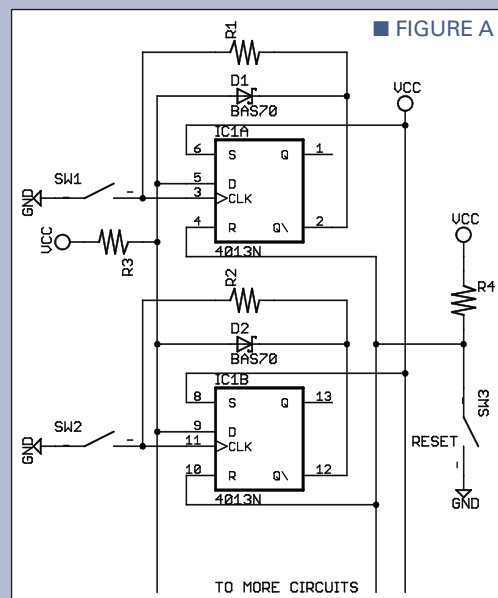 ■ FIGURE A
R1
D1
BAS70
VCC
IC1A
6 S Q 1
5 D
SW1
3 CLK
GND
4 R Q\ 2
4013N
VCC
R3
VCC
R2
R4
D2
BAS70
IC1B
8 S Q 13
9 D
SW2
11 CLK
GND
10 R Q\ 12
4013N
SW3
RESET
GND
TO MORE CIRCUITS